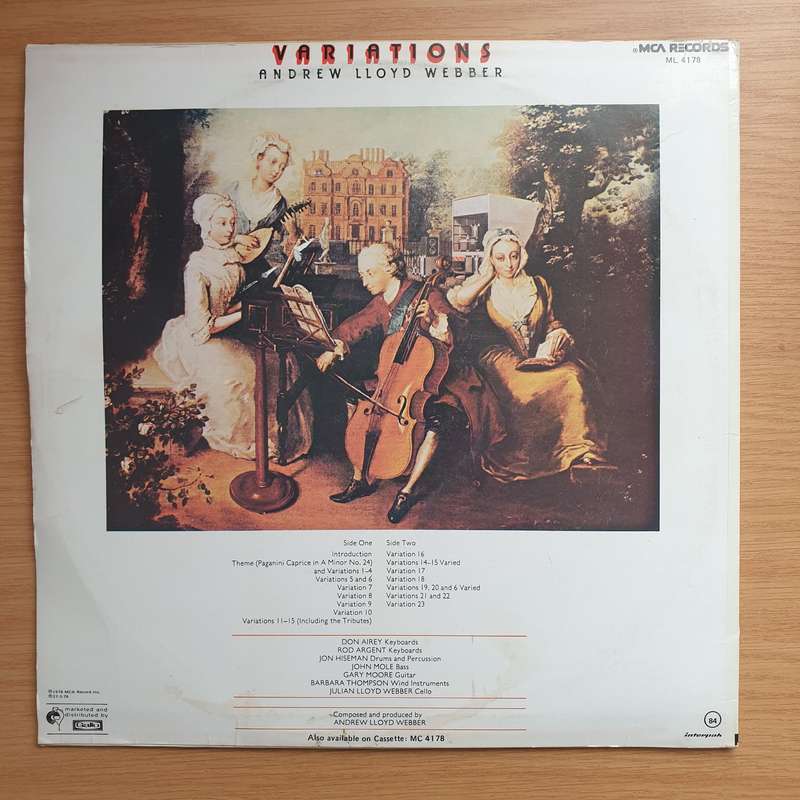 VARIATIONS
ANDREW LLOYD WEBBER
MCA RECORDS
ML 4178
Side One
Introduction
Theme (Paganini Caprice in A Minor No. 24)
and Variations 1–4
Variations 5 and 6
Variation 7
Variation 8
Variation 9
Variation 10
Variations 11–15 (Including the Tributes)
Side Two
Variation 16
Variations 14–15 Varied
Variation 17
Variation 18
Variations 19, 20 and 6 Varied
Variations 21 and 22
Variation 23
DON AIREY Keyboards
ROD ARGENT Keyboards
JON HISEMAN Drums and Percussion
JOHN MOLE Bass
GARY MOORE Guitar
BARBARA THOMPSON Wind Instruments
JULIAN LLOYD WEBBER Cello
Composed and produced by
ANDREW LLOYD WEBBER
Also available on Cassette: MC 4178
℗1978 MCA Records Inc.
marketed and
distributed by
Gallo
84
interpak